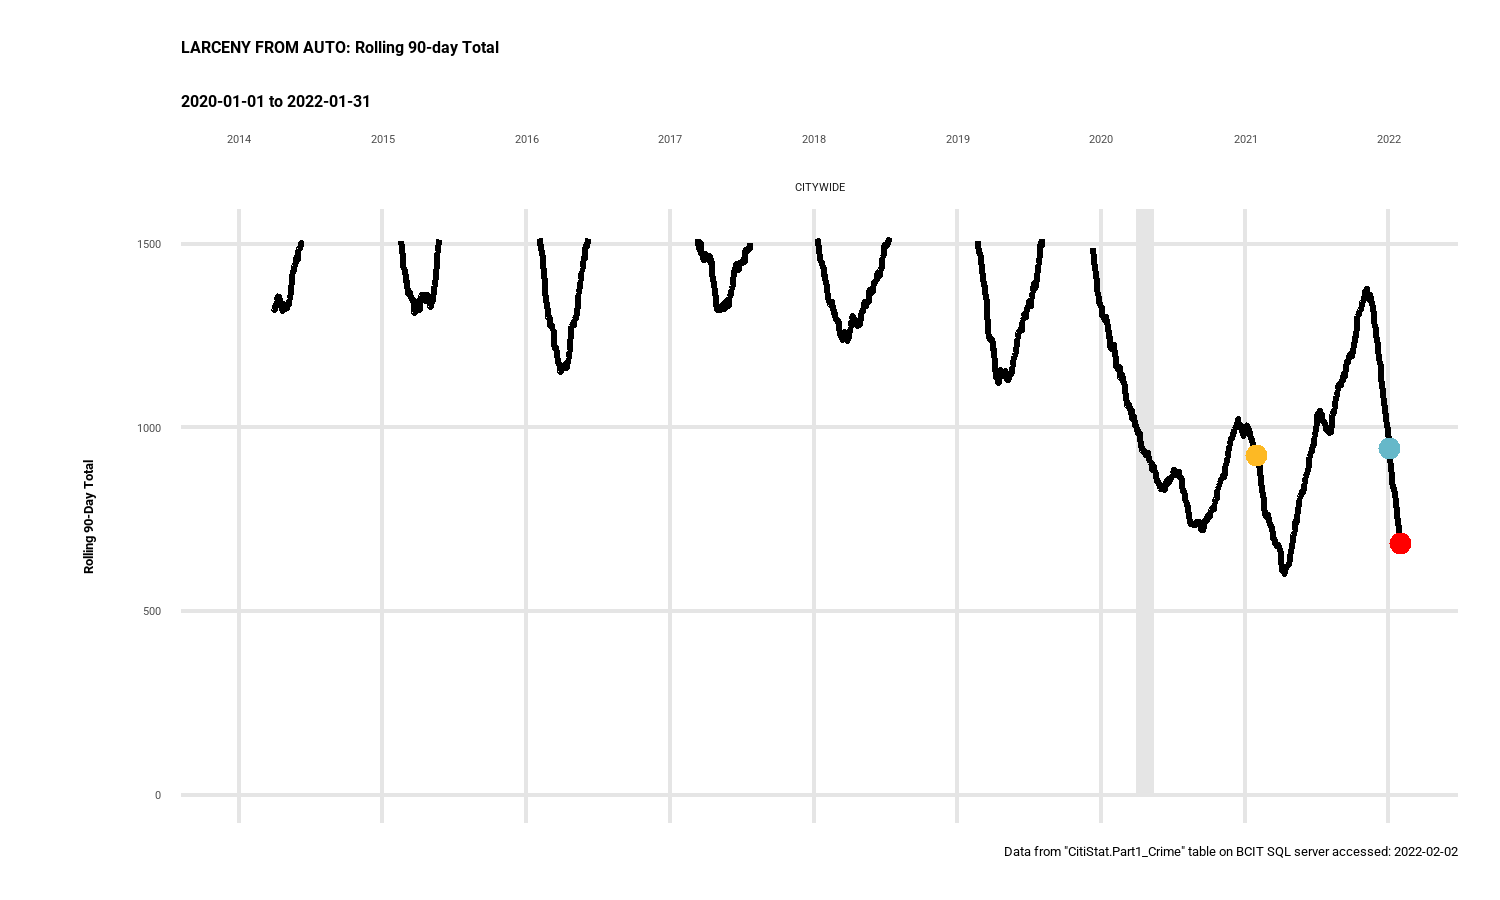 LARCENY FROM AUTO: Rolling 90-day Total
2020-01-01 to 2022-01-31
2014 2015 2016 2017 2018 2019 2020 2021 2022
CITYWIDE
1500
1000
500
0
Rolling 90-Day Total
Data from "CitiStat.Part1_Crime" table on BCIT SQL server accessed: 2022-02-02